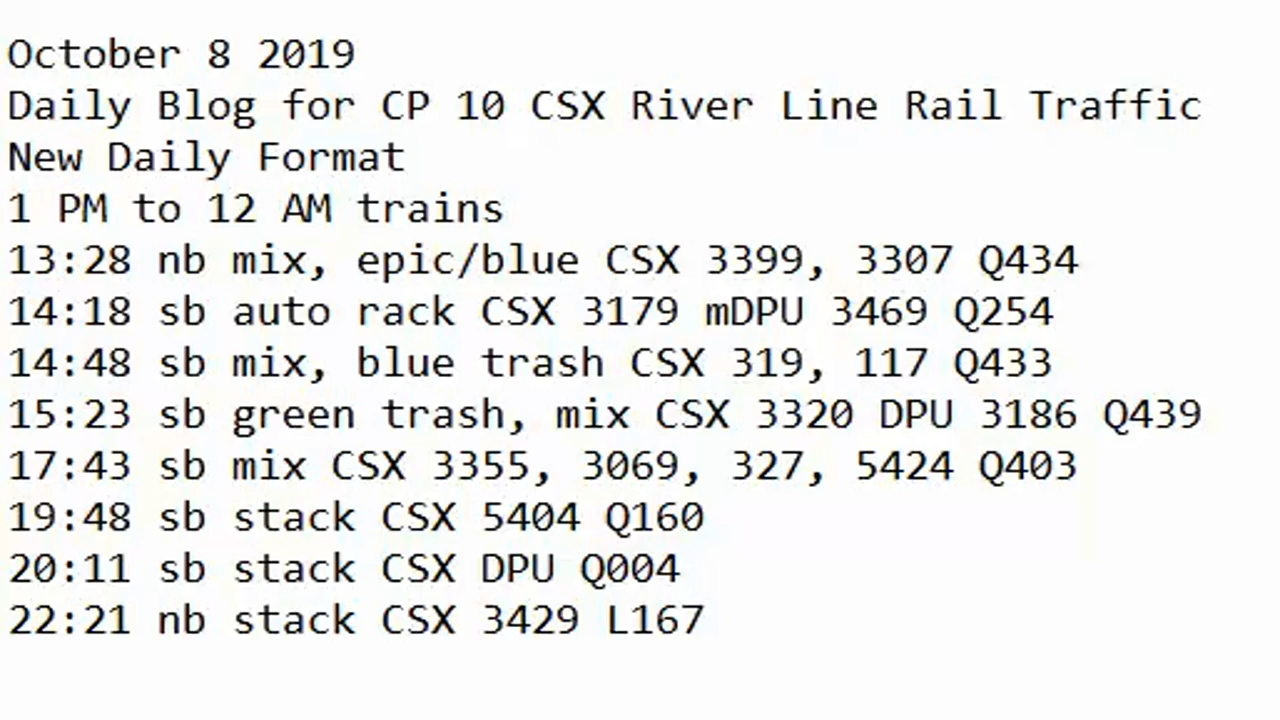 October 8 2019
Daily Blog for CP 10 CSX River Line Rail Traffic
New Daily Format
1 PM to 12 AM trains
13:28 nb mix, epic/blue CSX 3399, 3307 Q434
14:18 sb auto rack CSX 3179 mDPU 3469 Q254
14:48 sb mix, blue trash CSX 319, 117 Q433
15:23 sb green trash, mix CSX 3320 DPU 3186 Q439
17:43 sb mix CSX 3355, 3069, 327, 5424 Q403
19:48 sb stack CSX 5404 Q160
20:11 sb stack CSX DPU Q004
22:21 nb stack CSX 3429 L167